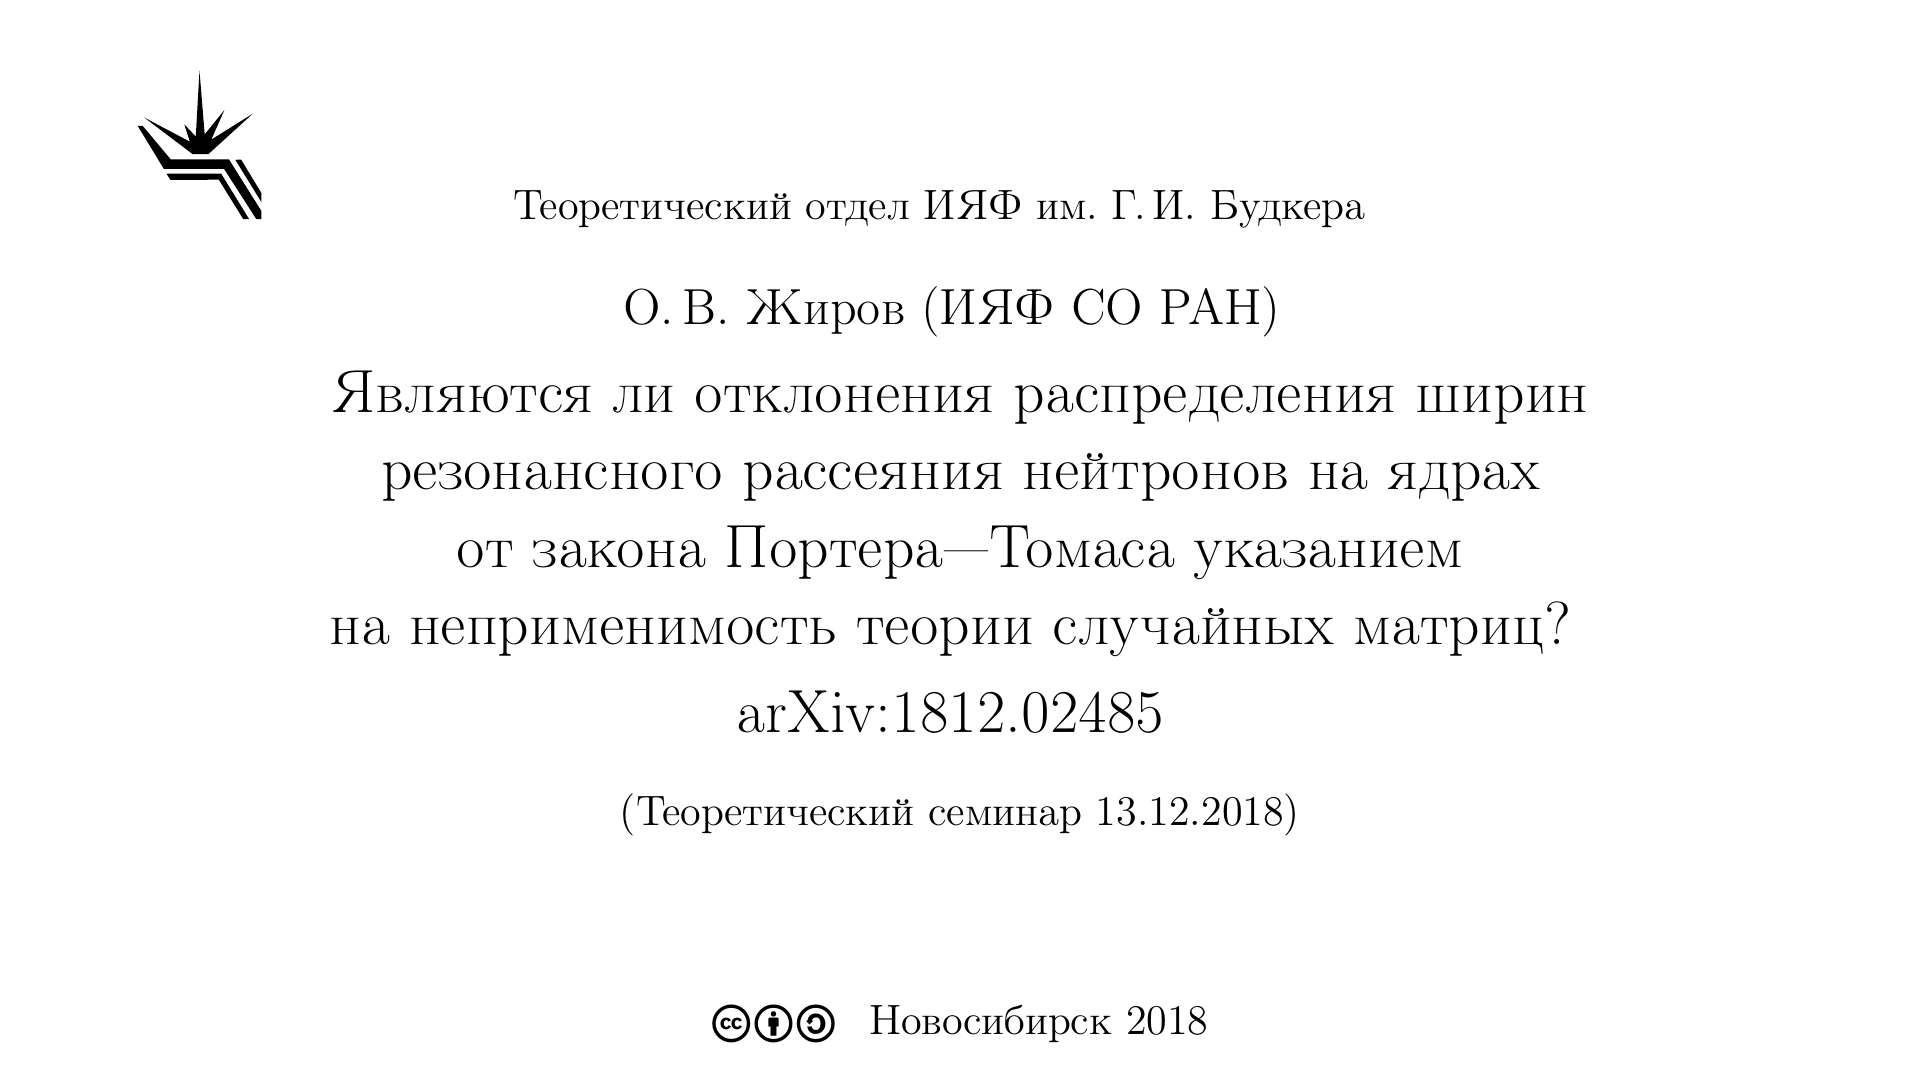 Теоретический отдел ИЯФ им. Г. И. Будкера
О. В. Жиров (ИЯФ СО РАН)
Являются ли отклонения распределения ширин
резонансного рассеяния нейтронов на ядрах
от закона Портера—Томаса указанием
на неприменимость теории случайных матриц?
arXiv:1812.02485
(Теоретический семинар 13.12.2018)
cc Новосибирск 2018